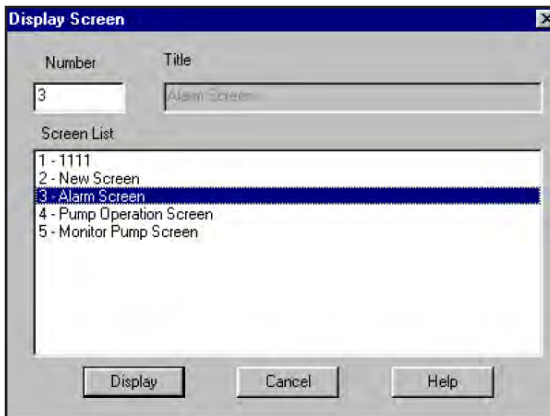 Display Screen
Number Title
3 Alarm Screen
Screen List
1 - 1111
2 - New Screen
3 - Alarm Screen
4 - Pump Operation Screen
5 - Monitor Pump Screen
Display Cancel Help